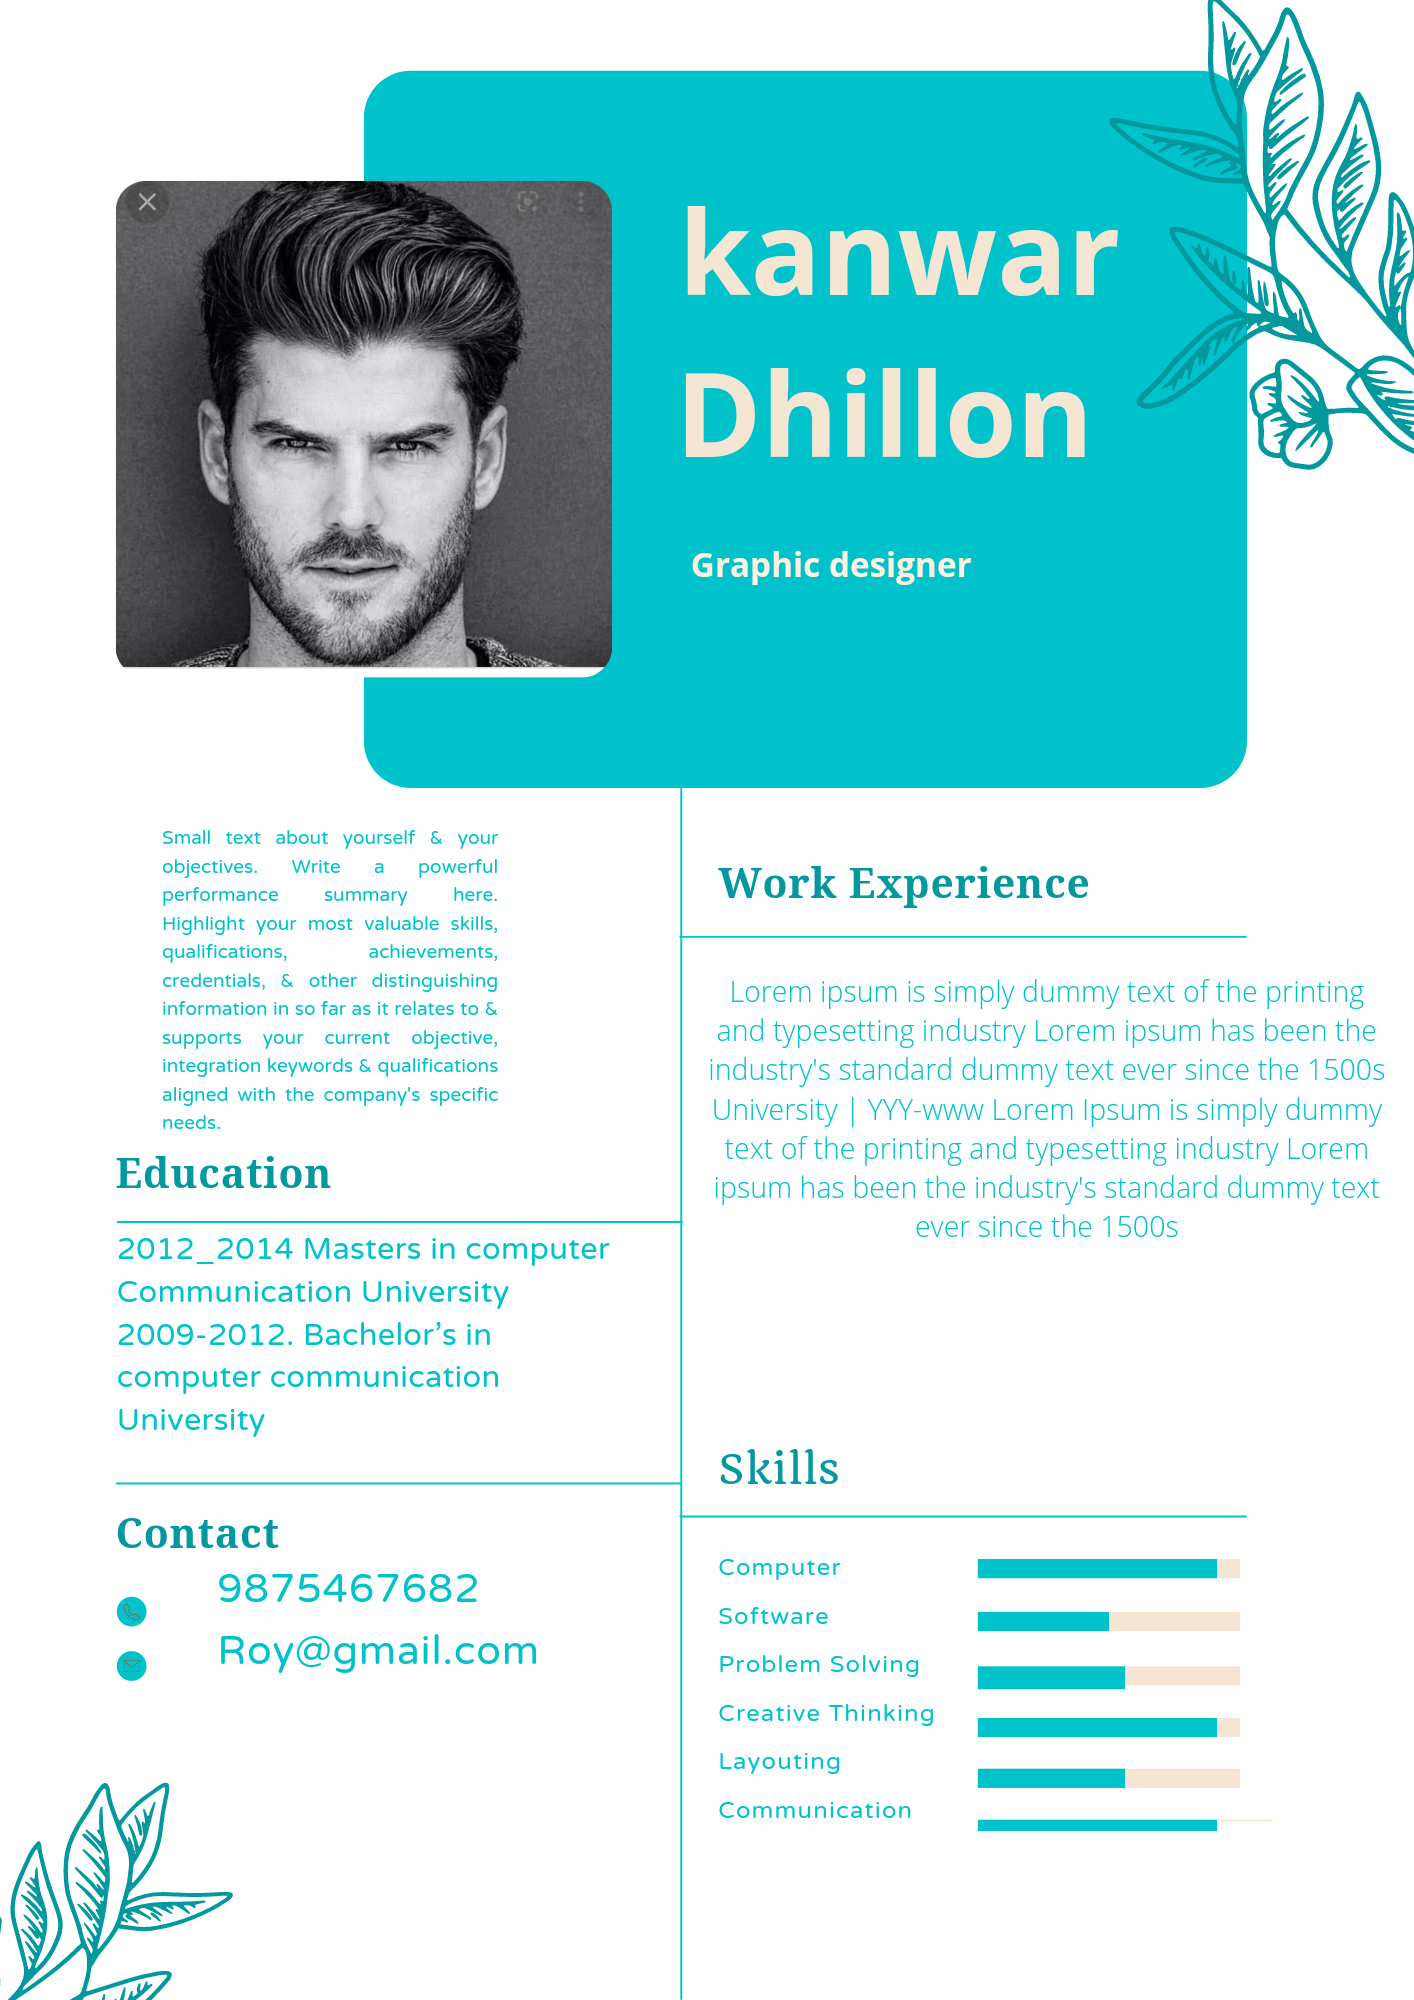 kanwar
Dhillon
Graphic designer
Small text about yourself & your
objectives. Write a powerful
performance summary here.
Highlight your most valuable skills,
qualifications, achievements,
credentials, & other distinguishing
information in so far as it relates to &
supports your current objective,
integration keywords & qualifications
aligned with the company's specific
needs.
Education
2012_2014 Masters in computer
Communication University
2009-2012. Bachelor's in
computer communication
University
Contact
9875467682
Roy@gmail.com
Work Experience
Lorem ipsum is simply dummy text of the printing
and typesetting industry Lorem ipsum has been the
industry's standard dummy text ever since the 1500s
University | YYY-www Lorem Ipsum is simply dummy
text of the printing and typesetting industry Lorem
ipsum has been the industry's standard dummy text
ever since the 1500s
Skills
Computer
Software
Problem Solving
Creative Thinking
Layouting
Communication